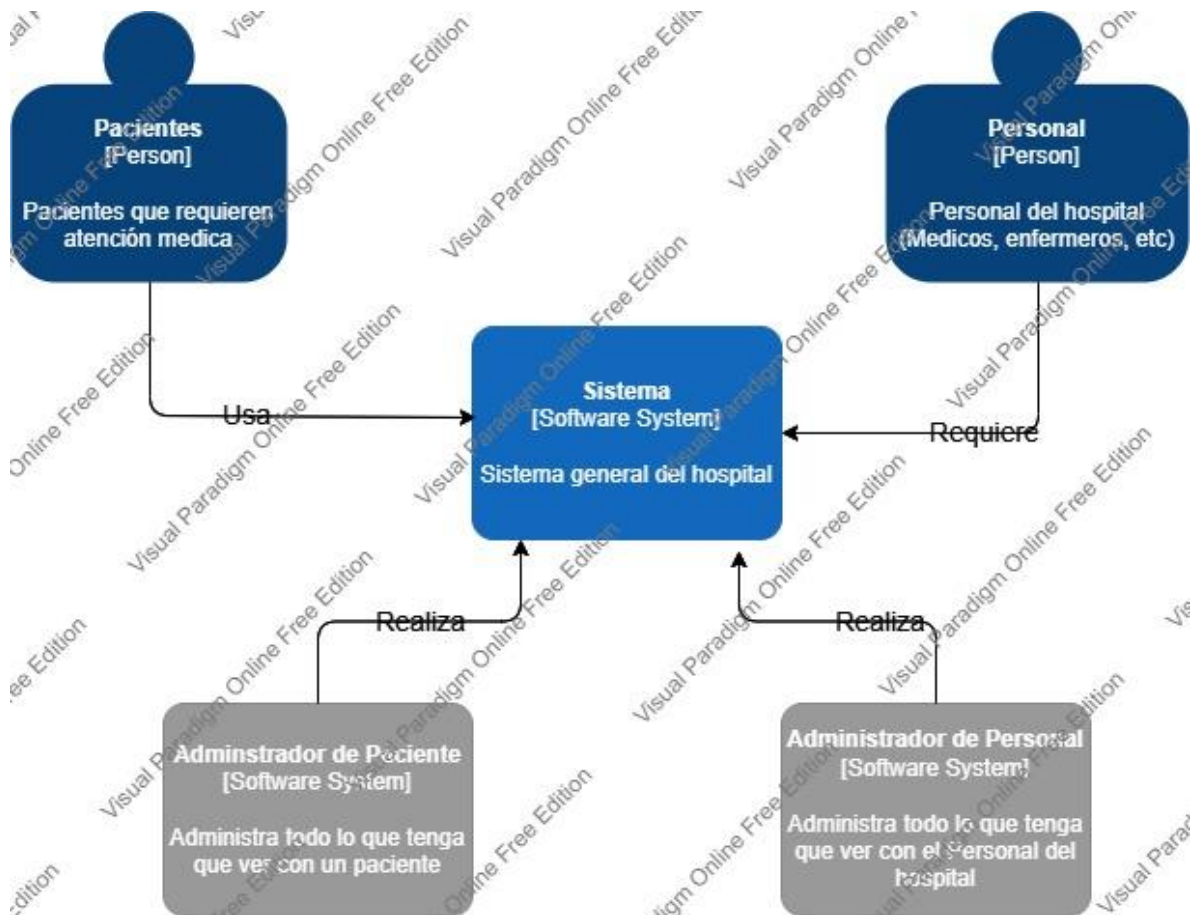 Pacientes
[Person]
Pacientes que requieren
atención medica
Personal
[Person]
Personal del hospital
(Medicos, enfermeros, etc)
Usa
Sistema
[Software System]
Sistema general del hospital
Requiere
Realiza
Realiza
Adminstrador de Paciente
[Software System]
Administra todo lo que tenga
que ver con un paciente
Administrador de Personal
[Software System]
Administra todo lo que tenga
que ver con el Personal del
hospital
Visual Paradigm Online Free Edition